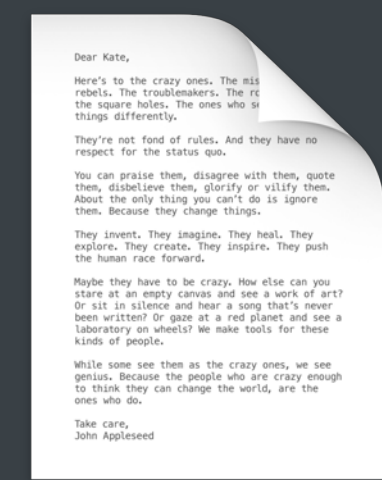 Dear Kate,
Here's to the crazy ones. The
rebels. The troublemakers. The
the square holes. The ones who
things differently.
They're not fond of rules. And they have no
respect for the status quo.
You can praise them, disagree with them, quote
them, disbelieve them, glorify or vilify them.
About the only thing you can't do is ignore
them. Because they change things.
They invent. They imagine. They heal. They
explore. They create. They inspire. They push
the human race forward.
Maybe they have to be crazy. How else can you
stare at an empty canvas and see a work of art?
Or sit in silence and hear a song that's never
been written? Or gaze at a red planet and see a
laboratory on wheels? We make tools for these
kinds of people.
While some see them as the crazy ones, we see
genius. Because the people who are crazy enough
to think they can change the world, are the
ones who do.
Take care,
John Appleseed